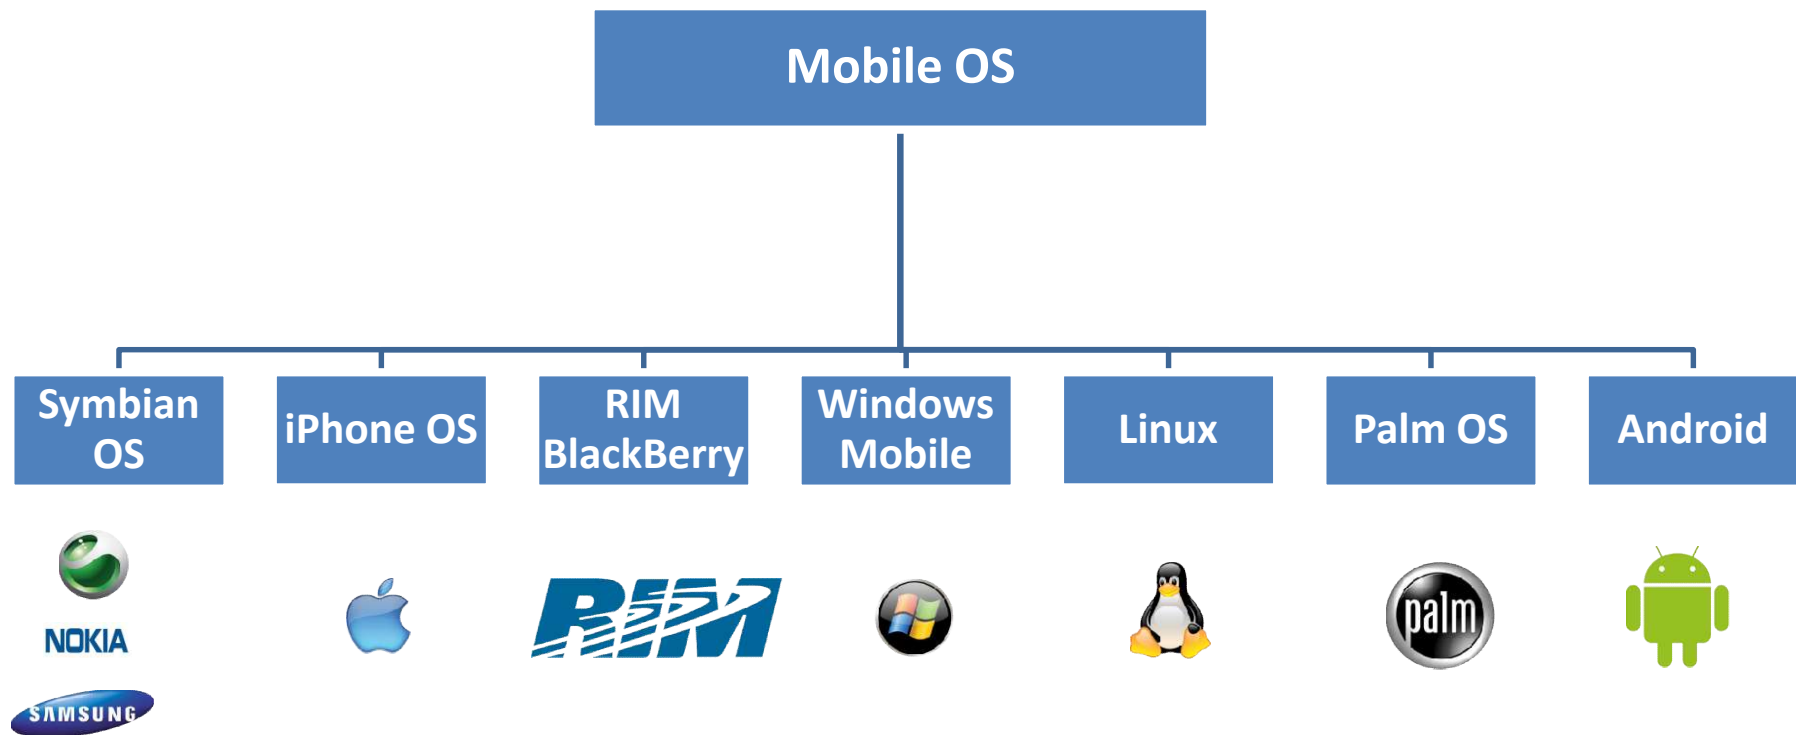 Mobile OS
Symbian
OS
iPhone OS
RIM
BlackBerry
Windows
Mobile
Linux
Palm OS
Android
NOKIA
RIM
palm
SAMSUNG